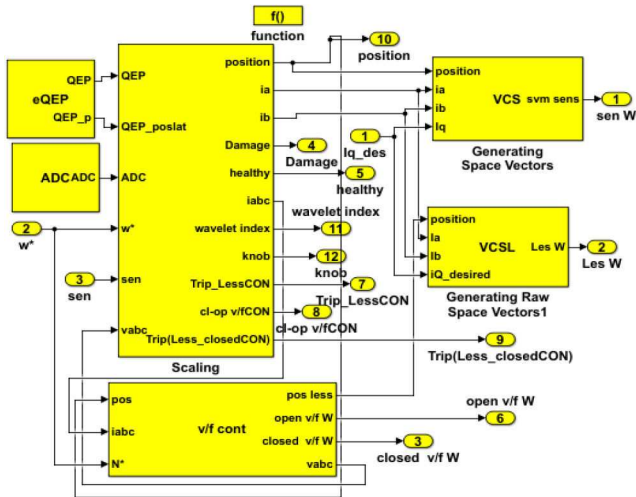 f()
function
eQEP
QEP
QEP_p
ADC
ADC
2
w*
3
sen
QEP
QEP_poslat
ADC
w*
sen
vabc
position
ia
ib
Damage
healthy
iabc
wavelet index
knob
Trip_LessCON
cl-op v/fCON
Trip(Less_closedCON)
Scaling
10
position
1
Iq_des
4
Damage
5
healthy
wavelet index
11
12
knob
7
Trip_LessCON
8
cl-op v/fCON
9
Trip(Less_closedCON)
position
ia
ib
Iq
VCS
svm sens
Generating
Space Vectors
1
sen W
position
Ia
Ib
iQ_desired
VCSL
Les W
Generating Raw
Space Vectors1
2
Les W
pos
iabc
N*
v/f cont
pos less
open v/f W
closed v/f W
vabc
open v/f W
6
3
closed v/f W